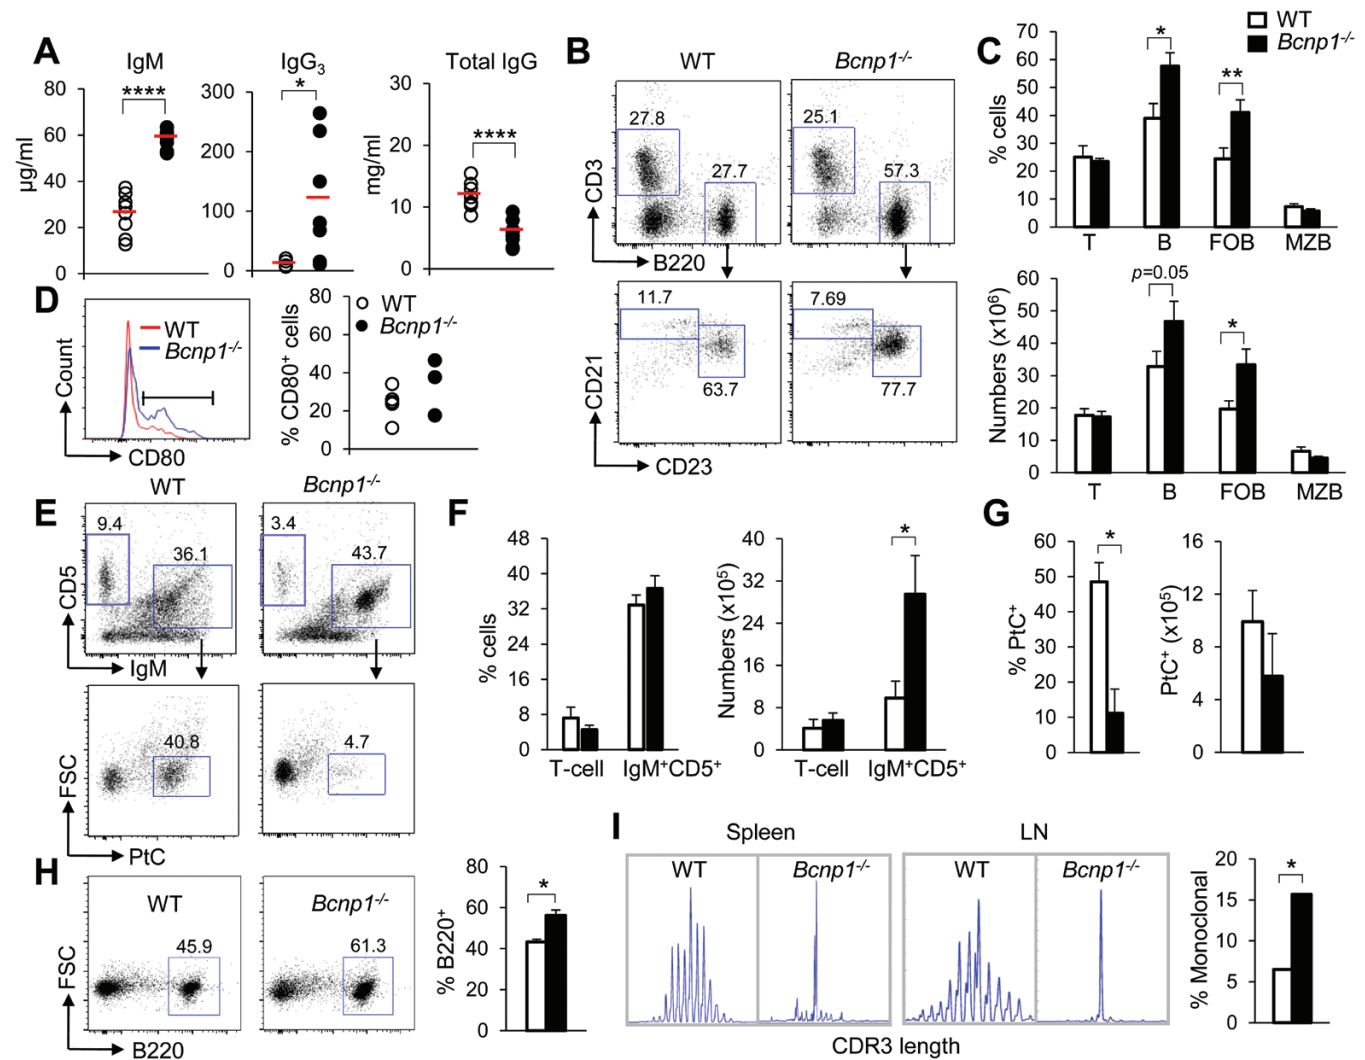 A
IgM
µg/ml
80
60
40
20
0
****
IgG3
300
200
100
0
*
Total IgG
mg/ml
30
20
10
0
****
B
WT
Bcnp1-/-
27.8
27.7
25.1
57.3
CD3
B220
11.7
63.7
7.69
77.7
CD21
CD23
C
WT
Bcnp1-/-
% cells
70
60
50
40
30
20
10
0
*
**
T
B
FOB
MZB
Numbers (x10⁶)
60
50
40
30
20
10
0
p=0.05
*
T
B
FOB
MZB
D
WT
Bcnp1-/-
Count
CD80
% CD80⁺ cells
80
60
40
20
0
WT
Bcnp1-/-
E
WT
Bcnp1-/-
9.4
36.1
3.4
43.7
CD5
IgM
40.8
4.7
FSC
PtC
F
% cells
48
40
32
24
16
8
0
T-cell
IgM⁺CD5⁺
Numbers (x10⁵)
40
32
24
16
8
0
*
T-cell
IgM⁺CD5⁺
G
% PtC⁺
60
50
40
30
20
10
0
*
PtC⁺ (x10⁵)
16
12
8
4
0
H
WT
Bcnp1-/-
45.9
61.3
FSC
B220
% B220⁺
80
60
40
20
0
*
I
Spleen
LN
WT
Bcnp1-/-
WT
Bcnp1-/-
CDR3 length
% Monoclonal
20
15
10
5
0
*